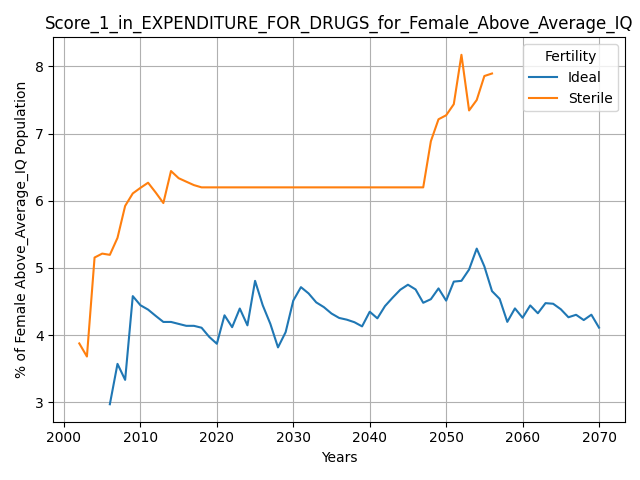 Score_1_in_EXPENDITURE_FOR_DRUGS_for_Female_Above_Average_IQ
% of Female Above_Average_IQ Population
8
7
6
5
4
3
Fertility
Ideal
Sterile
2000 2010 2020 2030 2040 2050 2060 2070
Years